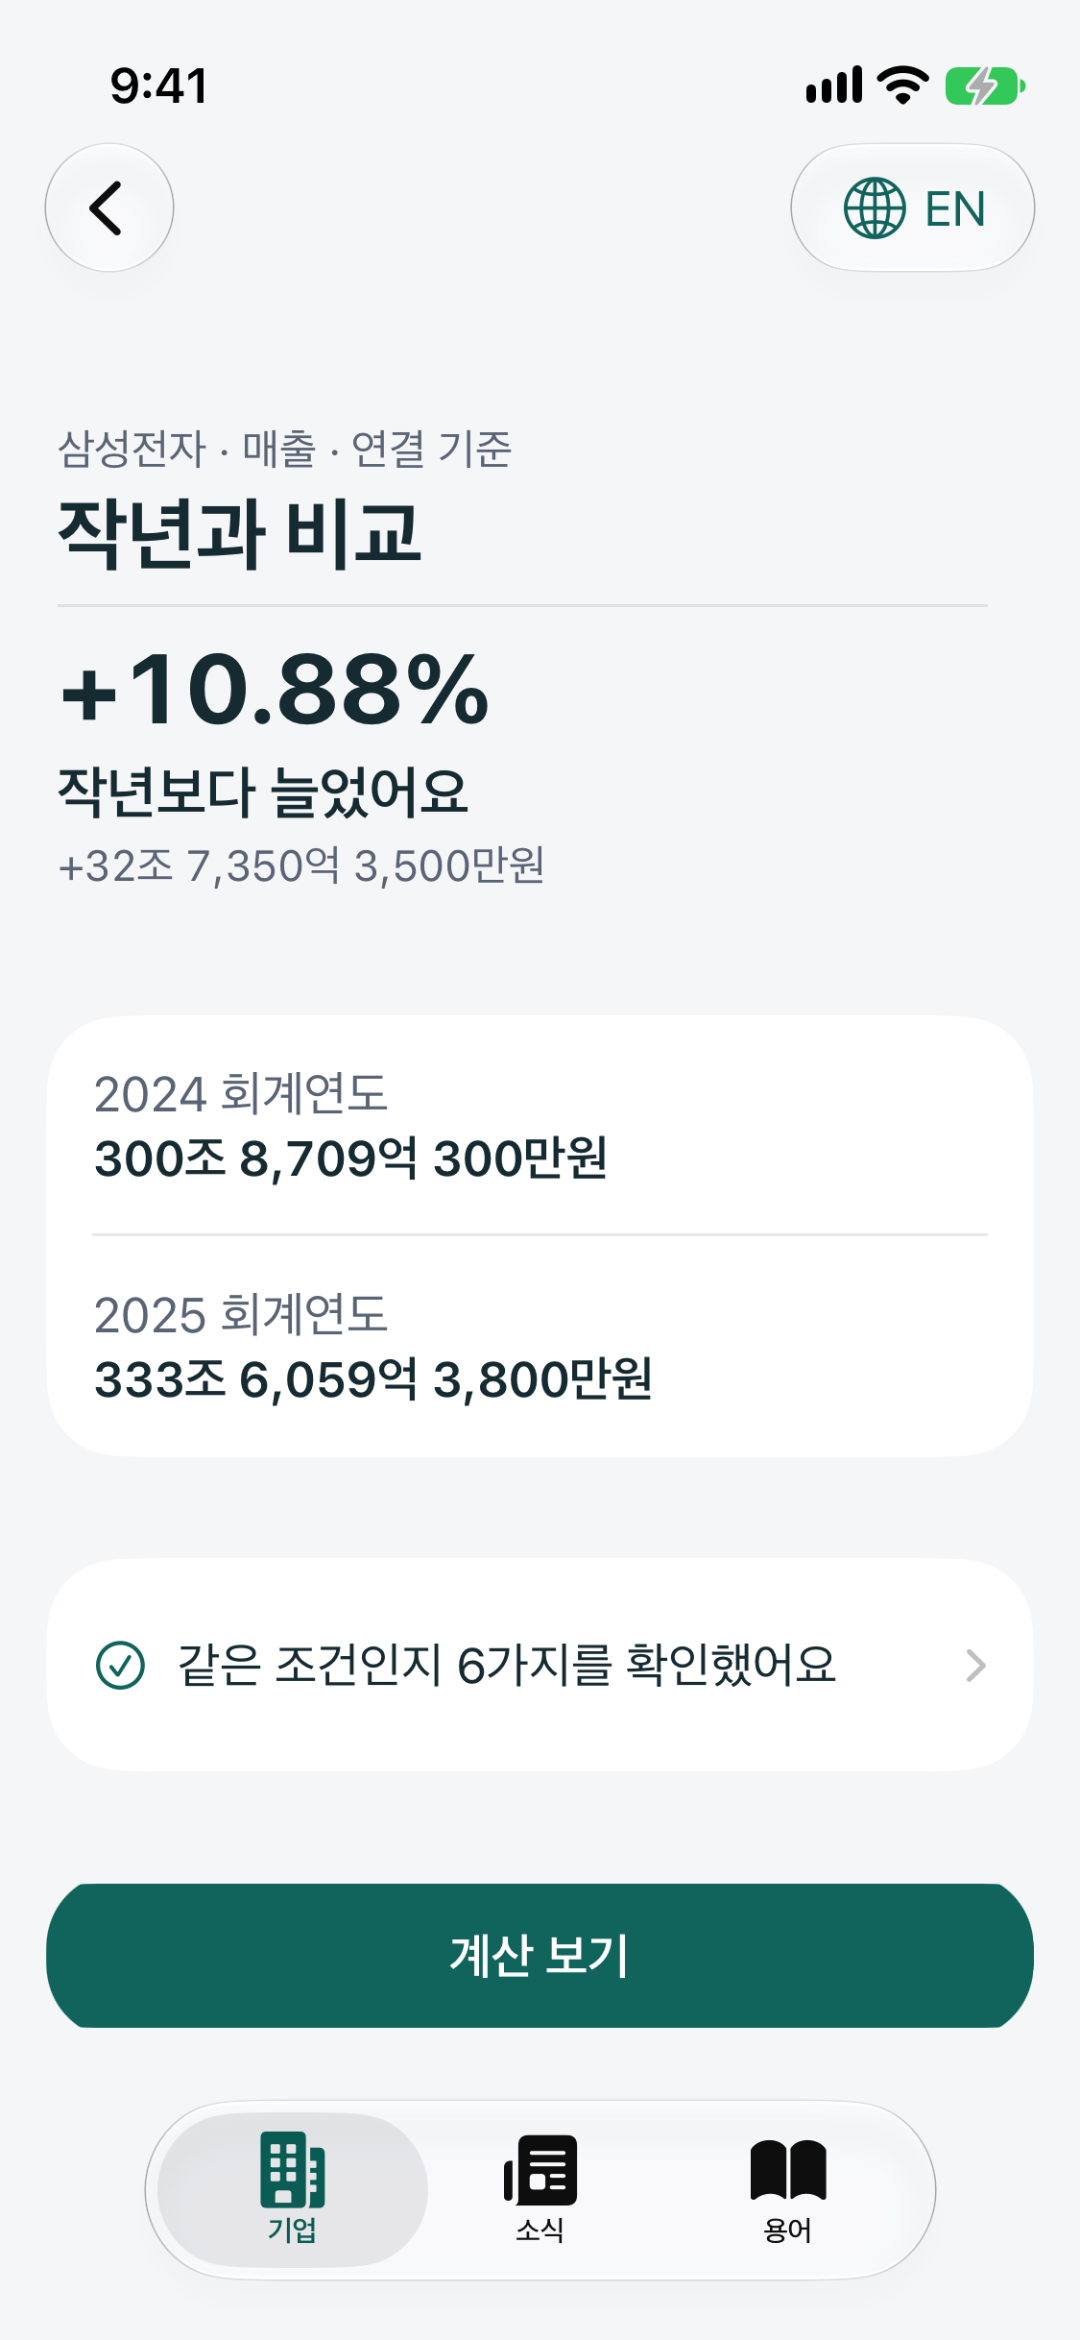 9:41
EN
삼성전자 · 매출 · 연결 기준
작년과 비교
+10.88%
작년보다 늘었어요
+32조 7,350억 3,500만원
2024 회계연도
300조 8,709억 300만원
2025 회계연도
333조 6,059억 3,800만원
같은 조건인지 6가지를 확인했어요
계산 보기
기업
소식
용어